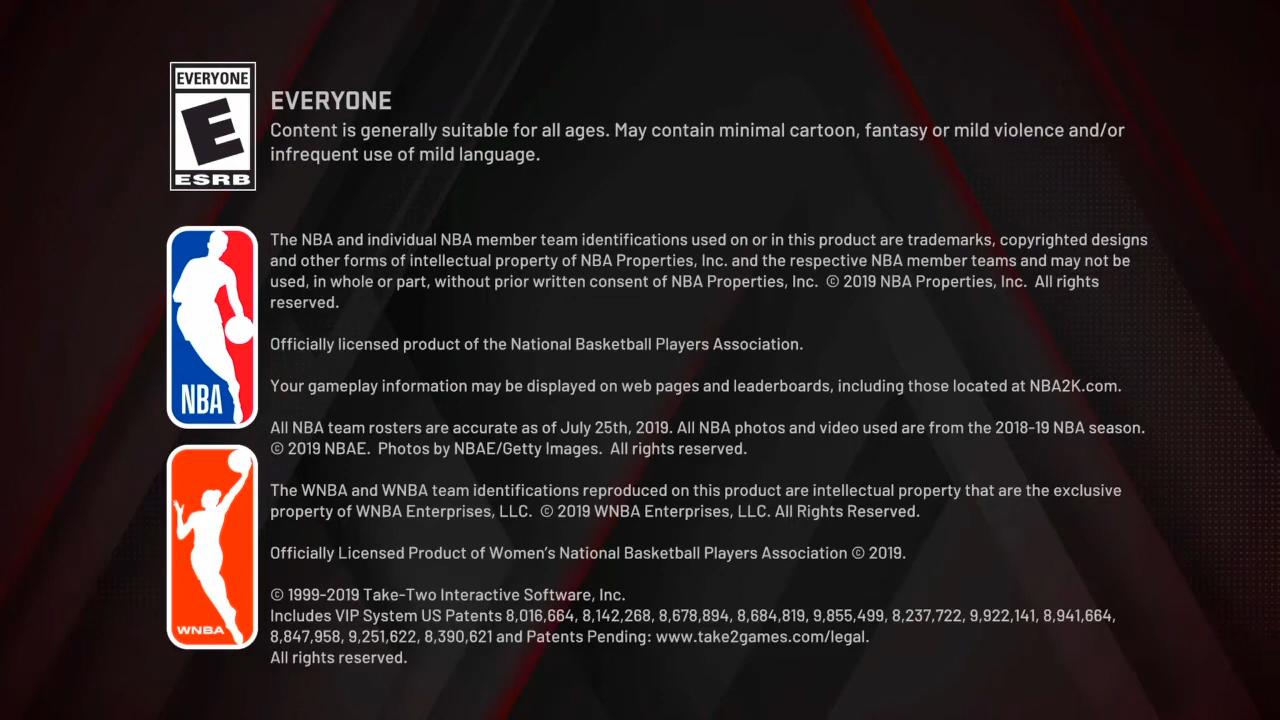 EVERYONE
E
ESRB
EVERYONE
Content is generally suitable for all ages. May contain minimal cartoon, fantasy or mild violence and/or
infrequent use of mild language.
NBA
The NBA and individual NBA member team identifications used on or in this product are trademarks, copyrighted designs
and other forms of intellectual property of NBA Properties, Inc. and the respective NBA member teams and may not be
used, in whole or part, without prior written consent of NBA Properties, Inc.  © 2019 NBA Properties, Inc.  All rights
reserved.
Officially licensed product of the National Basketball Players Association.
Your gameplay information may be displayed on web pages and leaderboards, including those located at NBA2K.com.
All NBA team rosters are accurate as of July 25th, 2019. All NBA photos and video used are from the 2018-19 NBA season.
© 2019 NBAE.  Photos by NBAE/Getty Images.  All rights reserved.
WNBA
The WNBA and WNBA team identifications reproduced on this product are intellectual property that are the exclusive
property of WNBA Enterprises, LLC.  © 2019 WNBA Enterprises, LLC. All Rights Reserved.
Officially Licensed Product of Women's National Basketball Players Association © 2019.
© 1999-2019 Take-Two Interactive Software, Inc.
Includes VIP System US Patents 8,016,664, 8,142,268, 8,678,894, 8,684,819, 9,855,499, 8,237,722, 9,922,141, 8,941,664,
8,847,958, 9,251,622, 8,390,621 and Patents Pending: www.take2games.com/legal.
All rights reserved.